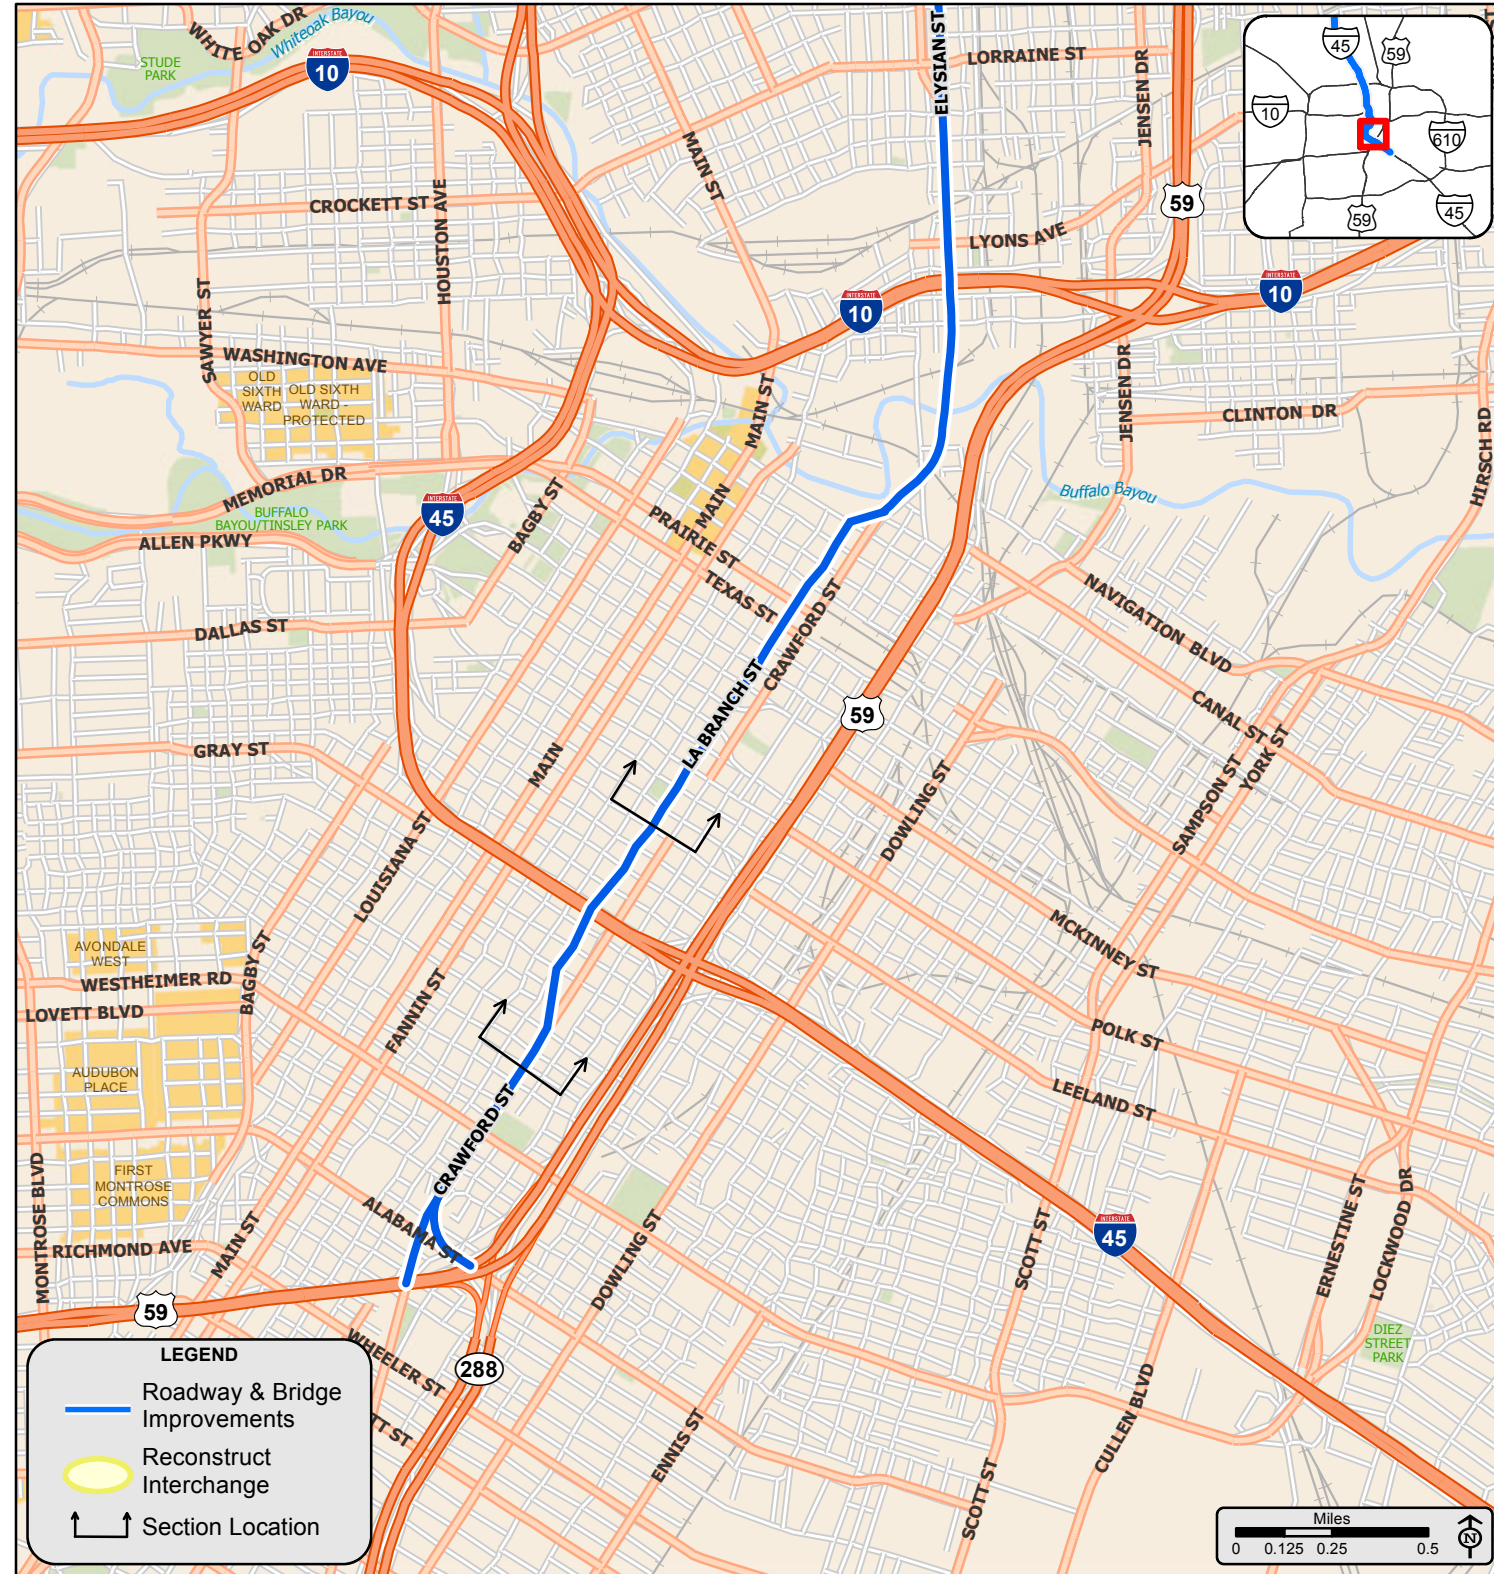 WHITE OAK DR
Whiteoak Bayou
STUDE
PARK
INTERSTATE
10
ELYSIAN ST
LORRAINE ST
JENSEN DR
MAIN ST
45
59
10
610
59
45
CROCKETT ST
HOUSTON AVE
59
LYONS AVE
SAWYER ST
INTERSTATE
10
INTERSTATE
10
WASHINGTON AVE
OLD
SIXTH
WARD
OLD SIXTH
WARD -
PROTECTED
MAIN ST
JENSEN DR
CLINTON DR
HIRSCH RD
MEMORIAL DR
BUFFALO
BAYOU/TINSLEY PARK
ALLEN PKWY
INTERSTATE
45
BAGBY ST
MAIN
PRAIRIE ST
TEXAS ST
Buffalo Bayou
CRAWFORD ST
NAVIGATION BLVD
DALLAS ST
LA BRANCH ST
59
CANAL ST
YORK ST
GRAY ST
MAIN
DOWLING ST
SAMPSON ST
LOUISIANA ST
MCKINNEY ST
AVONDALE
WEST
WESTHEIMER RD
LOVETT BLVD
BAGBY ST
FANNIN ST
POLK ST
AUDUBON
PLACE
LEELAND ST
CRAWFORD ST
FIRST
MONTROSE
COMMONS
MONTROSE BLVD
ALABAMA ST
RICHMOND AVE
MAIN ST
DOWLING ST
SCOTT ST
INTERSTATE
45
ERNESTINE ST
LOCKWOOD DR
59
DIEZ
STREET
PARK
WHEELER ST
288
TT ST
ENNIS ST
CULLEN BLVD
SCOTT ST
LEGEND
Roadway & Bridge
Improvements
Reconstruct
Interchange
Section Location
Miles
0 0.125 0.25 0.5
N